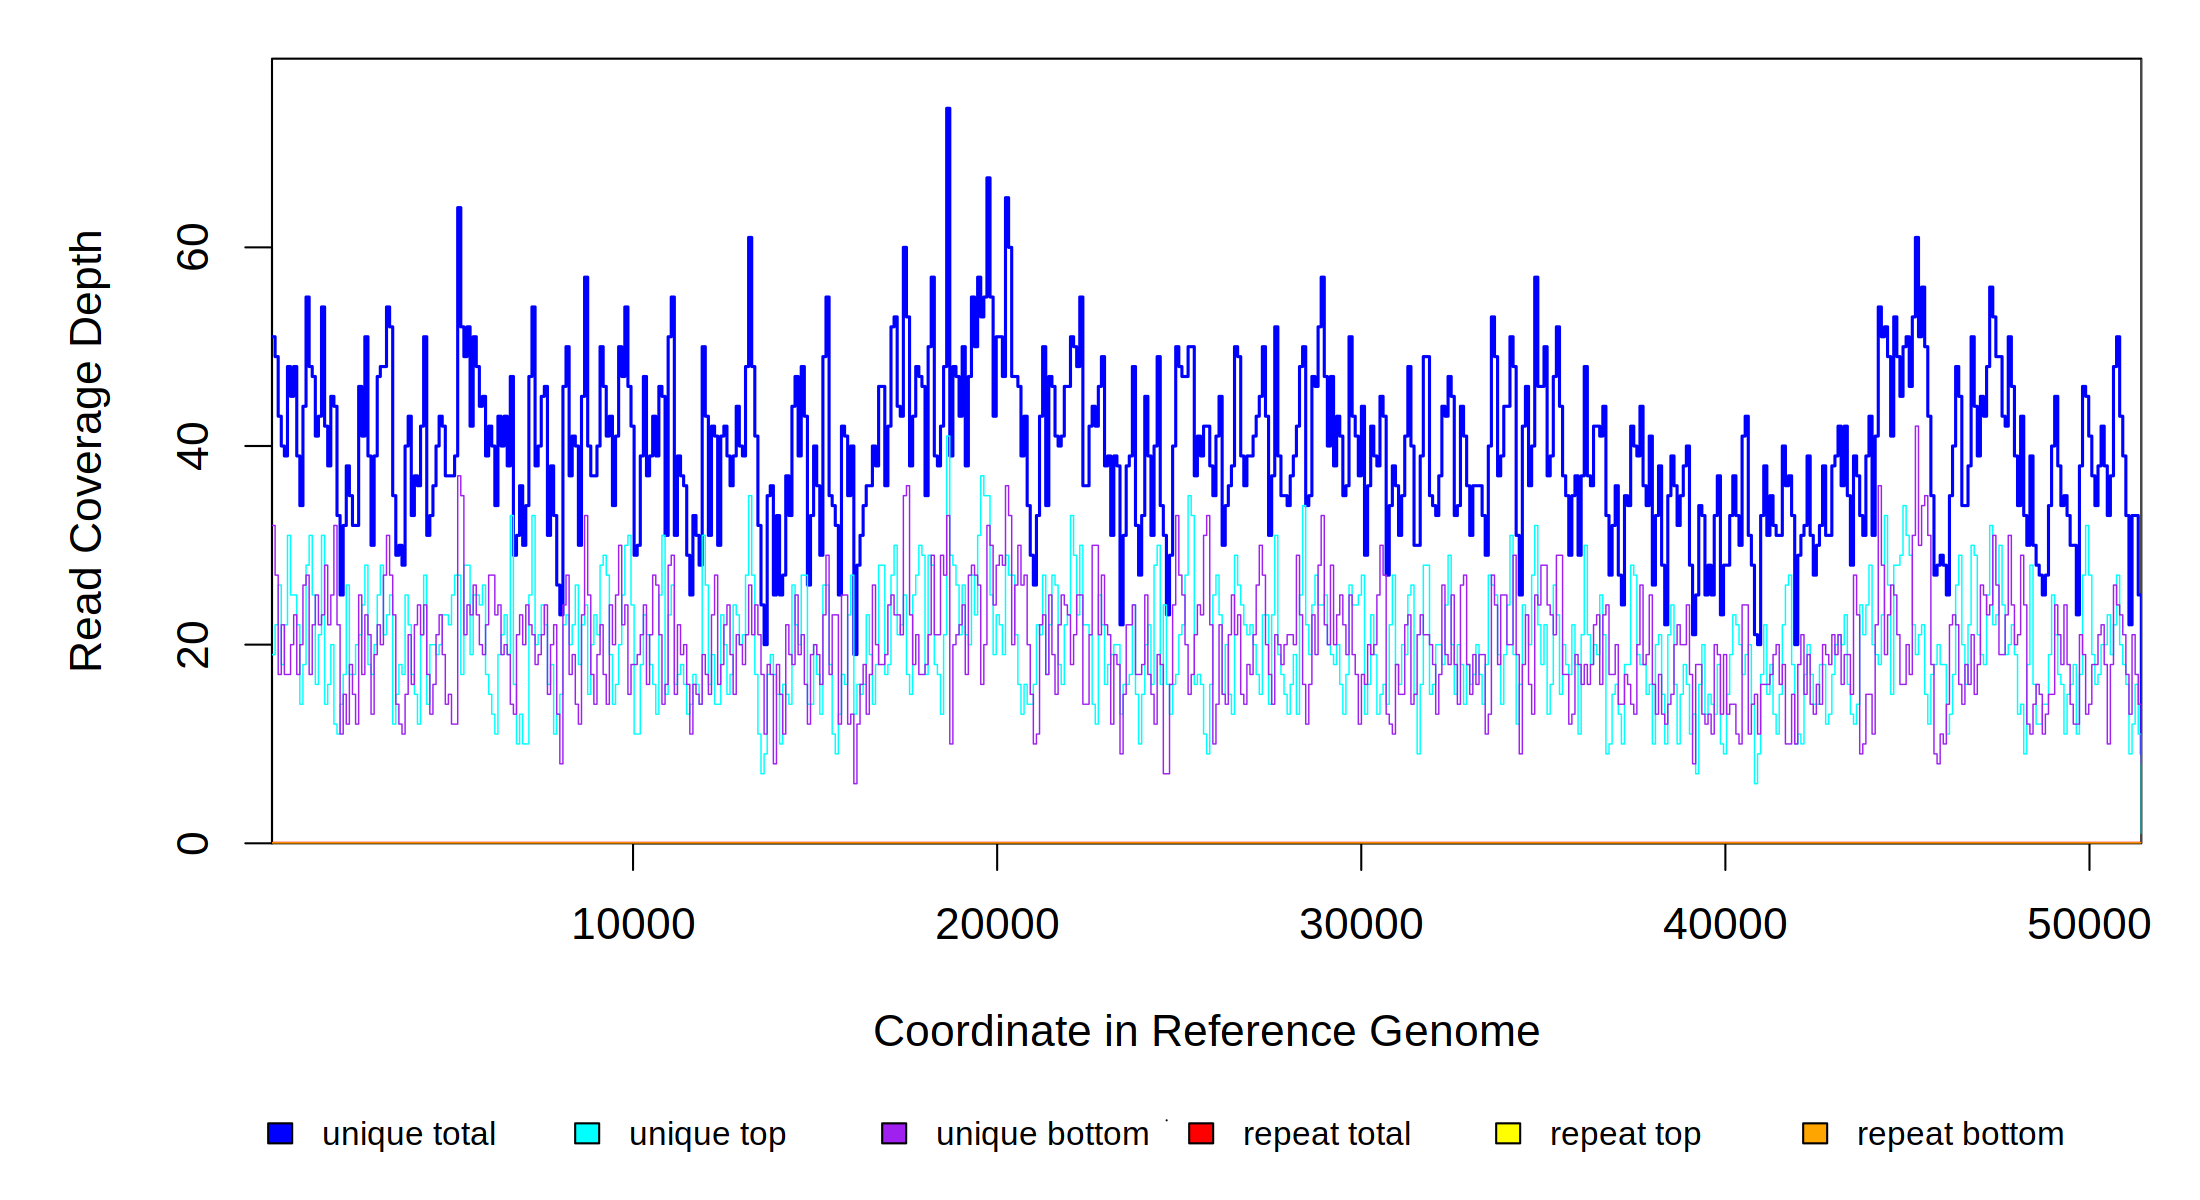 Read Coverage Depth
60
40
20
0
10000 20000 30000 40000 50000
Coordinate in Reference Genome
unique total unique top unique bottom repeat total repeat top repeat bottom